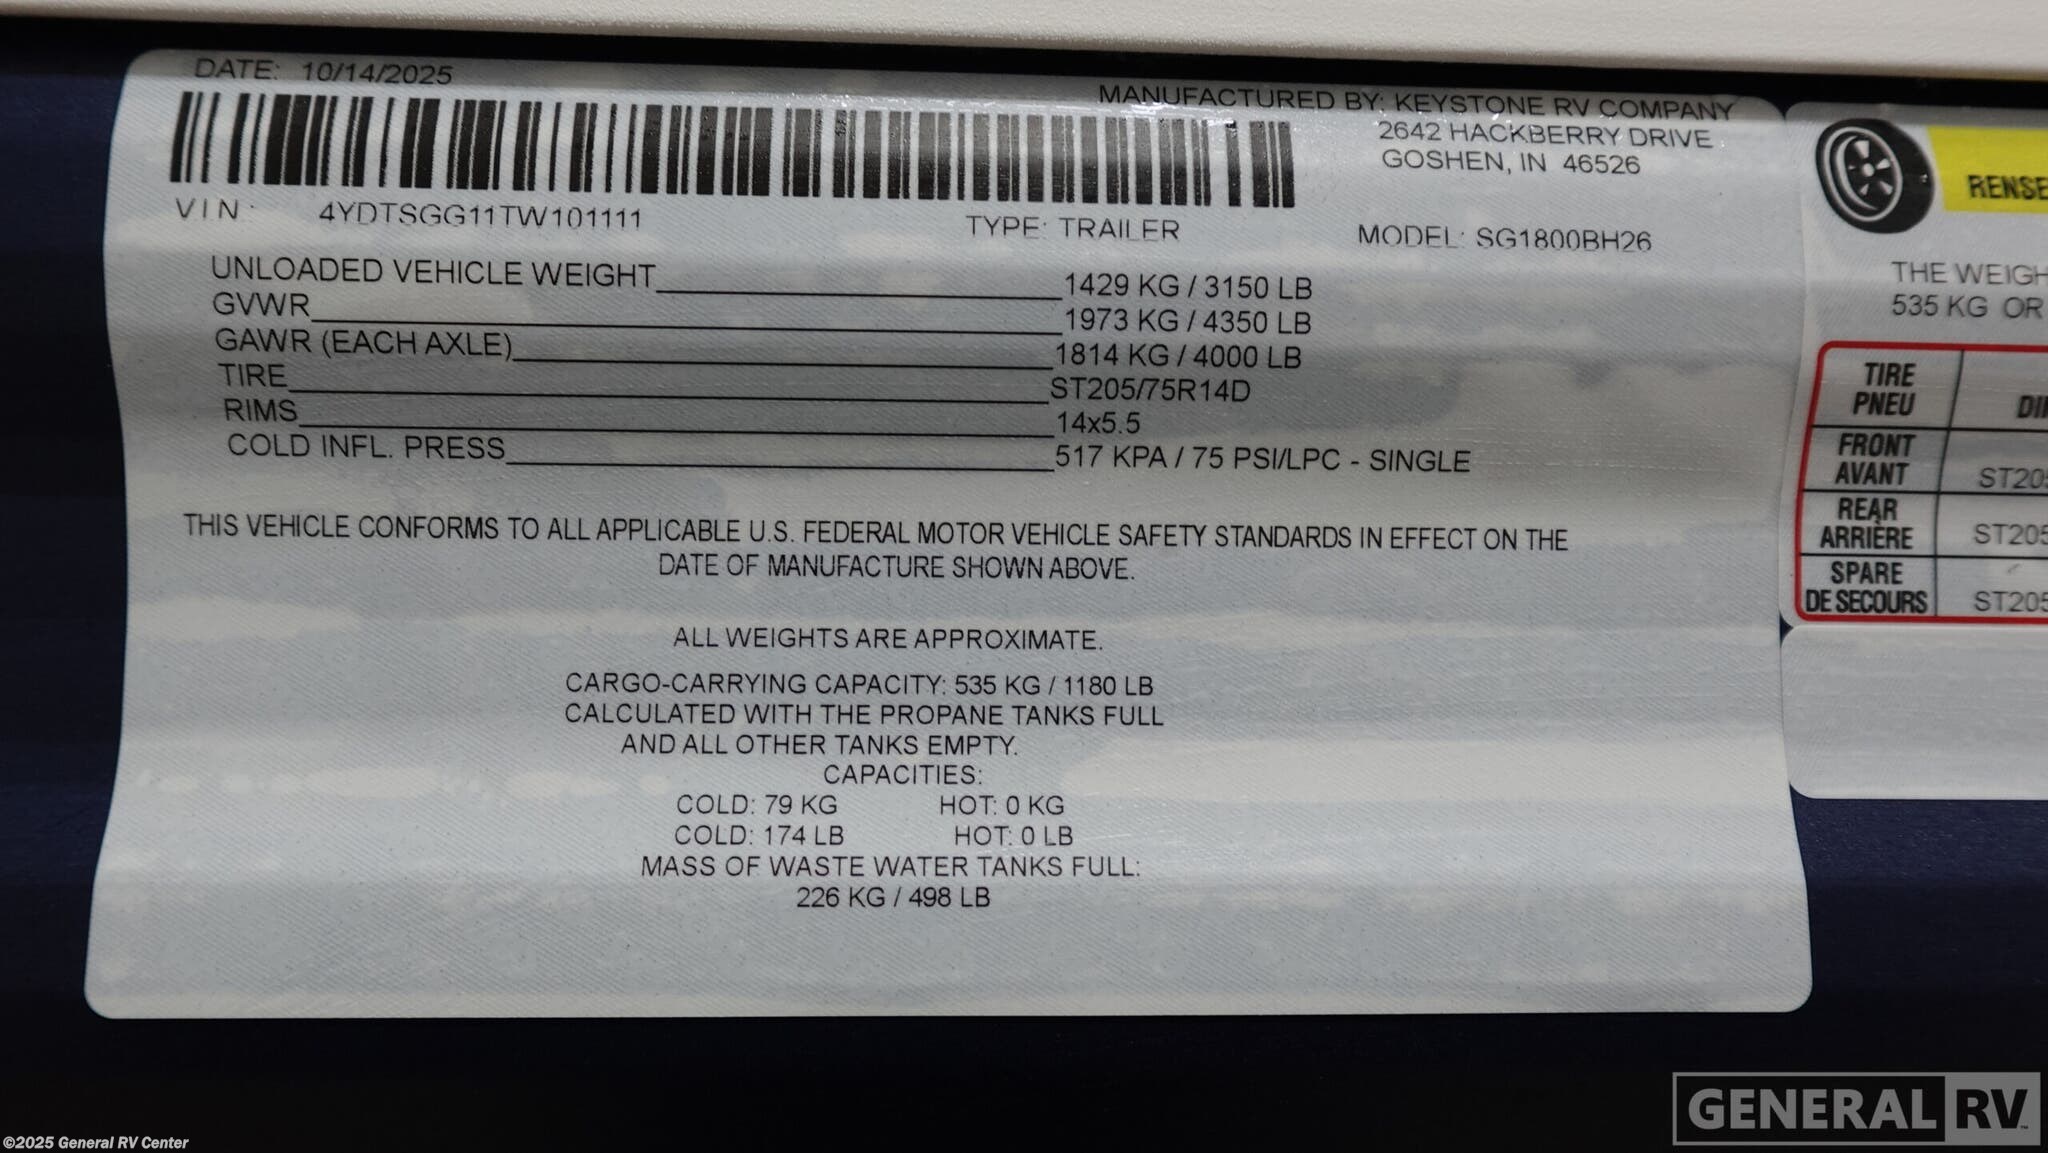 DATE: 10/14/2025
MANUFACTURED BY: KEYSTONE RV COMPANY
2642 HACKBERRY DRIVE
GOSHEN, IN 46526
VIN: 4YDTSGG11TW101111
TYPE: TRAILER
MODEL: SG1800BH26
UNLOADED VEHICLE WEIGHT 1429 KG / 3150 LB
GVWR 1973 KG / 4350 LB
GAWR (EACH AXLE) 1814 KG / 4000 LB
TIRE ST205/75R14D
RIMS 14x5.5
COLD INFL. PRESS 517 KPA / 75 PSI/LPC - SINGLE
THIS VEHICLE CONFORMS TO ALL APPLICABLE U.S. FEDERAL MOTOR VEHICLE SAFETY STANDARDS IN EFFECT ON THE
DATE OF MANUFACTURE SHOWN ABOVE.
ALL WEIGHTS ARE APPROXIMATE.
CARGO-CARRYING CAPACITY: 535 KG / 1180 LB
CALCULATED WITH THE PROPANE TANKS FULL
AND ALL OTHER TANKS EMPTY.
CAPACITIES:
COLD: 79 KG HOT: 0 KG
COLD: 174 LB HOT: 0 LB
MASS OF WASTE WATER TANKS FULL:
226 KG / 498 LB
RENSE
THE WEIGH
535 KG OR
TIRE
PNEU
DI
FRONT
AVANT
ST205
REAR
ARRIÈRE
ST205
SPARE
DE SECOURS
ST205
GENERAL RV
©2025 General RV Center